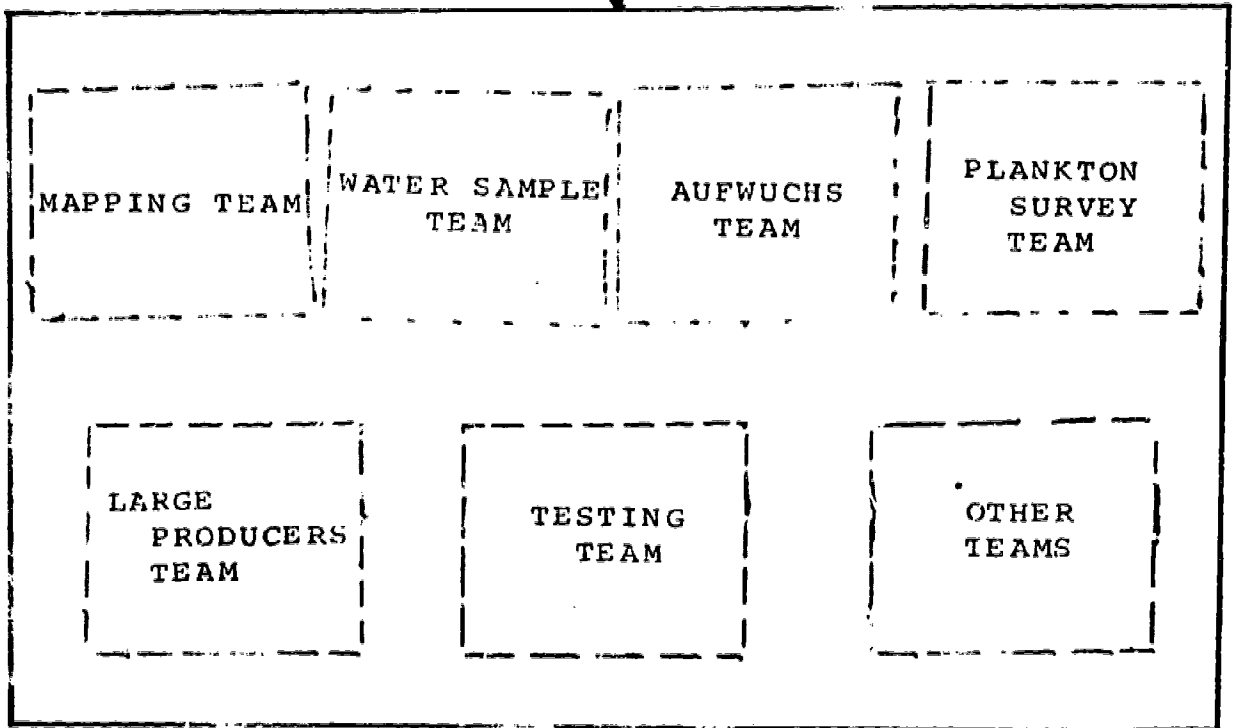 MAPPING TEAM
WATER SAMPLE
TEAM
AUFWUCHS
TEAM
PLANKTON
SURVEY
TEAM
LARGE
PRODUCERS
TEAM
TESTING
TEAM
OTHER
TEAMS